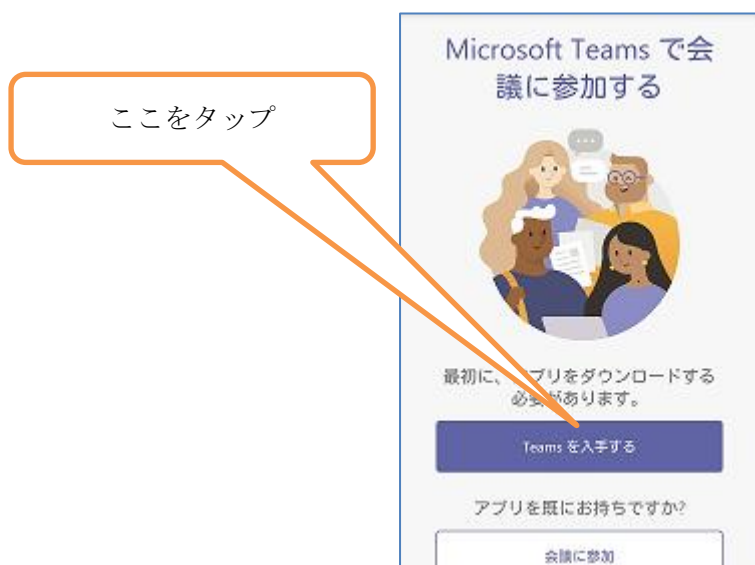 Microsoft Teams で会
議に参加する
ここをタップ
最初に、 プリをダウンロードする
必要があります。
Teams を入手する
アプリを既にお持ちですか?
会議に参加